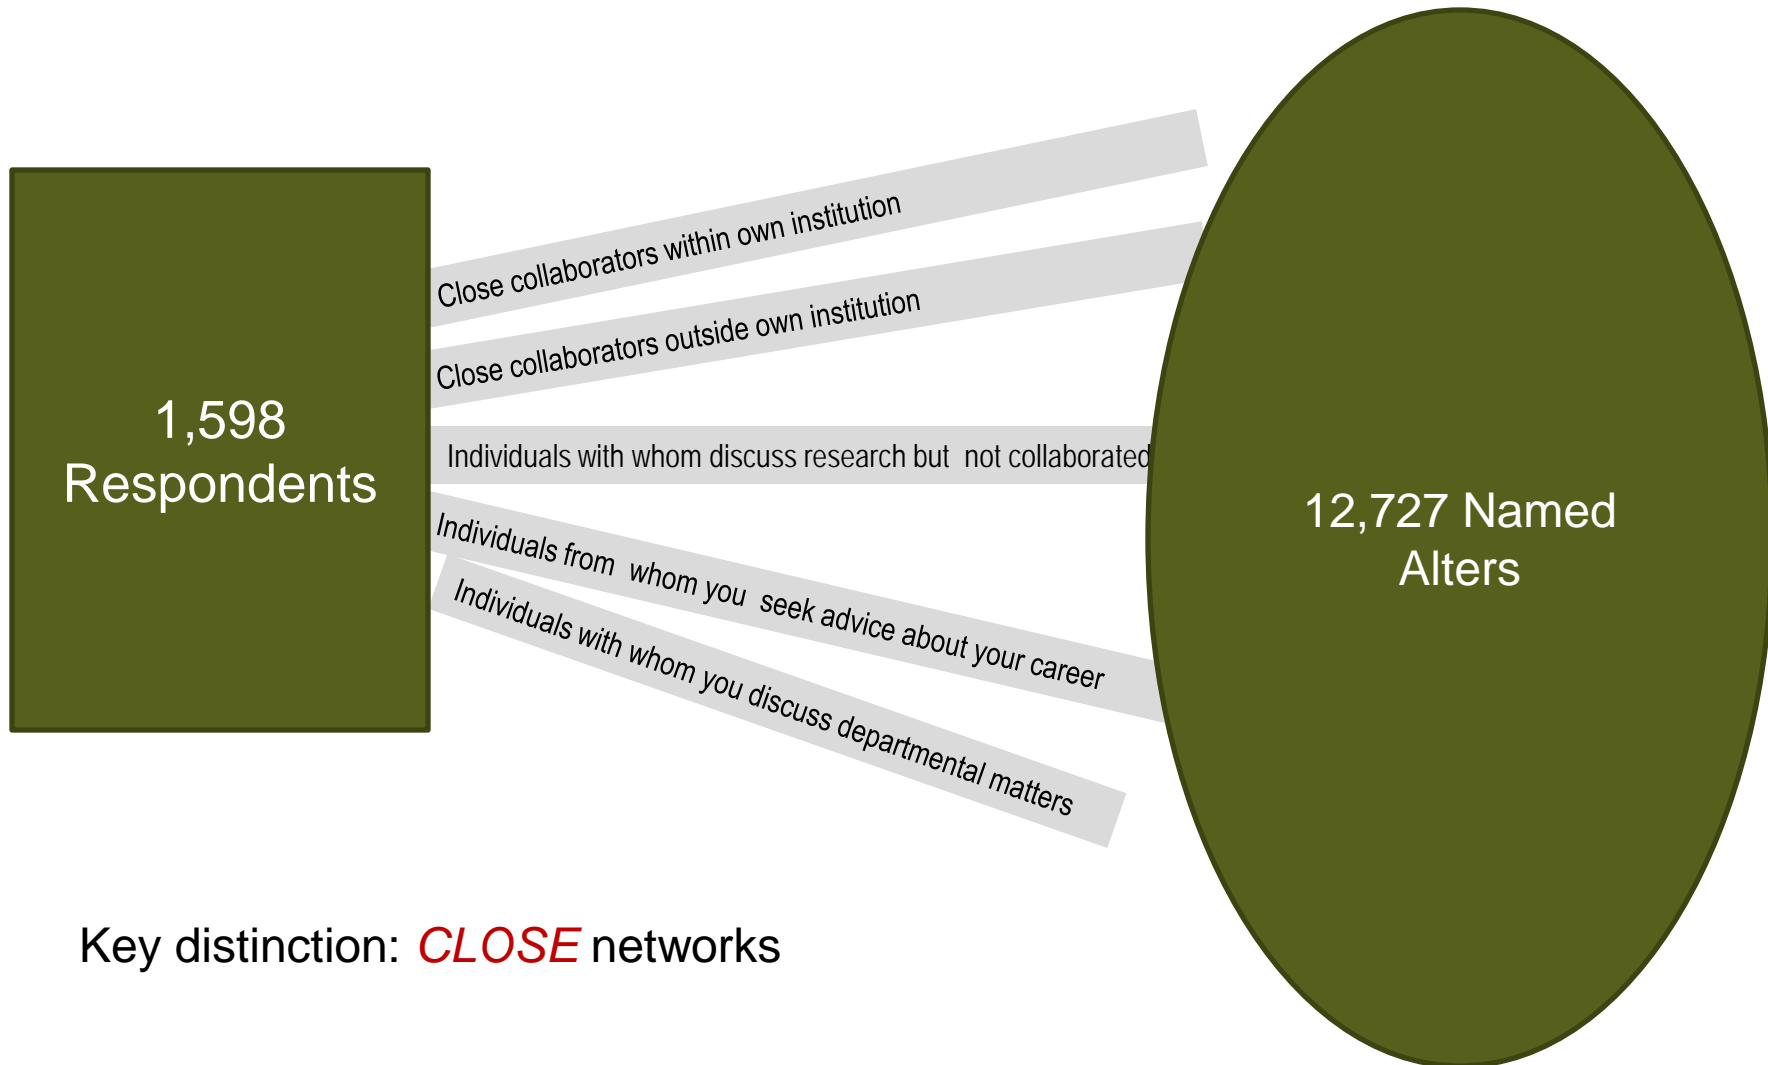 1,598
Respondents
Close collaborators within own institution
Close collaborators outside own institution
Individuals with whom discuss research but  not collaborated
Individuals from  whom you  seek advice about your career
Individuals with whom you discuss departmental matters
12,727 Named
Alters
Key distinction: CLOSE networks